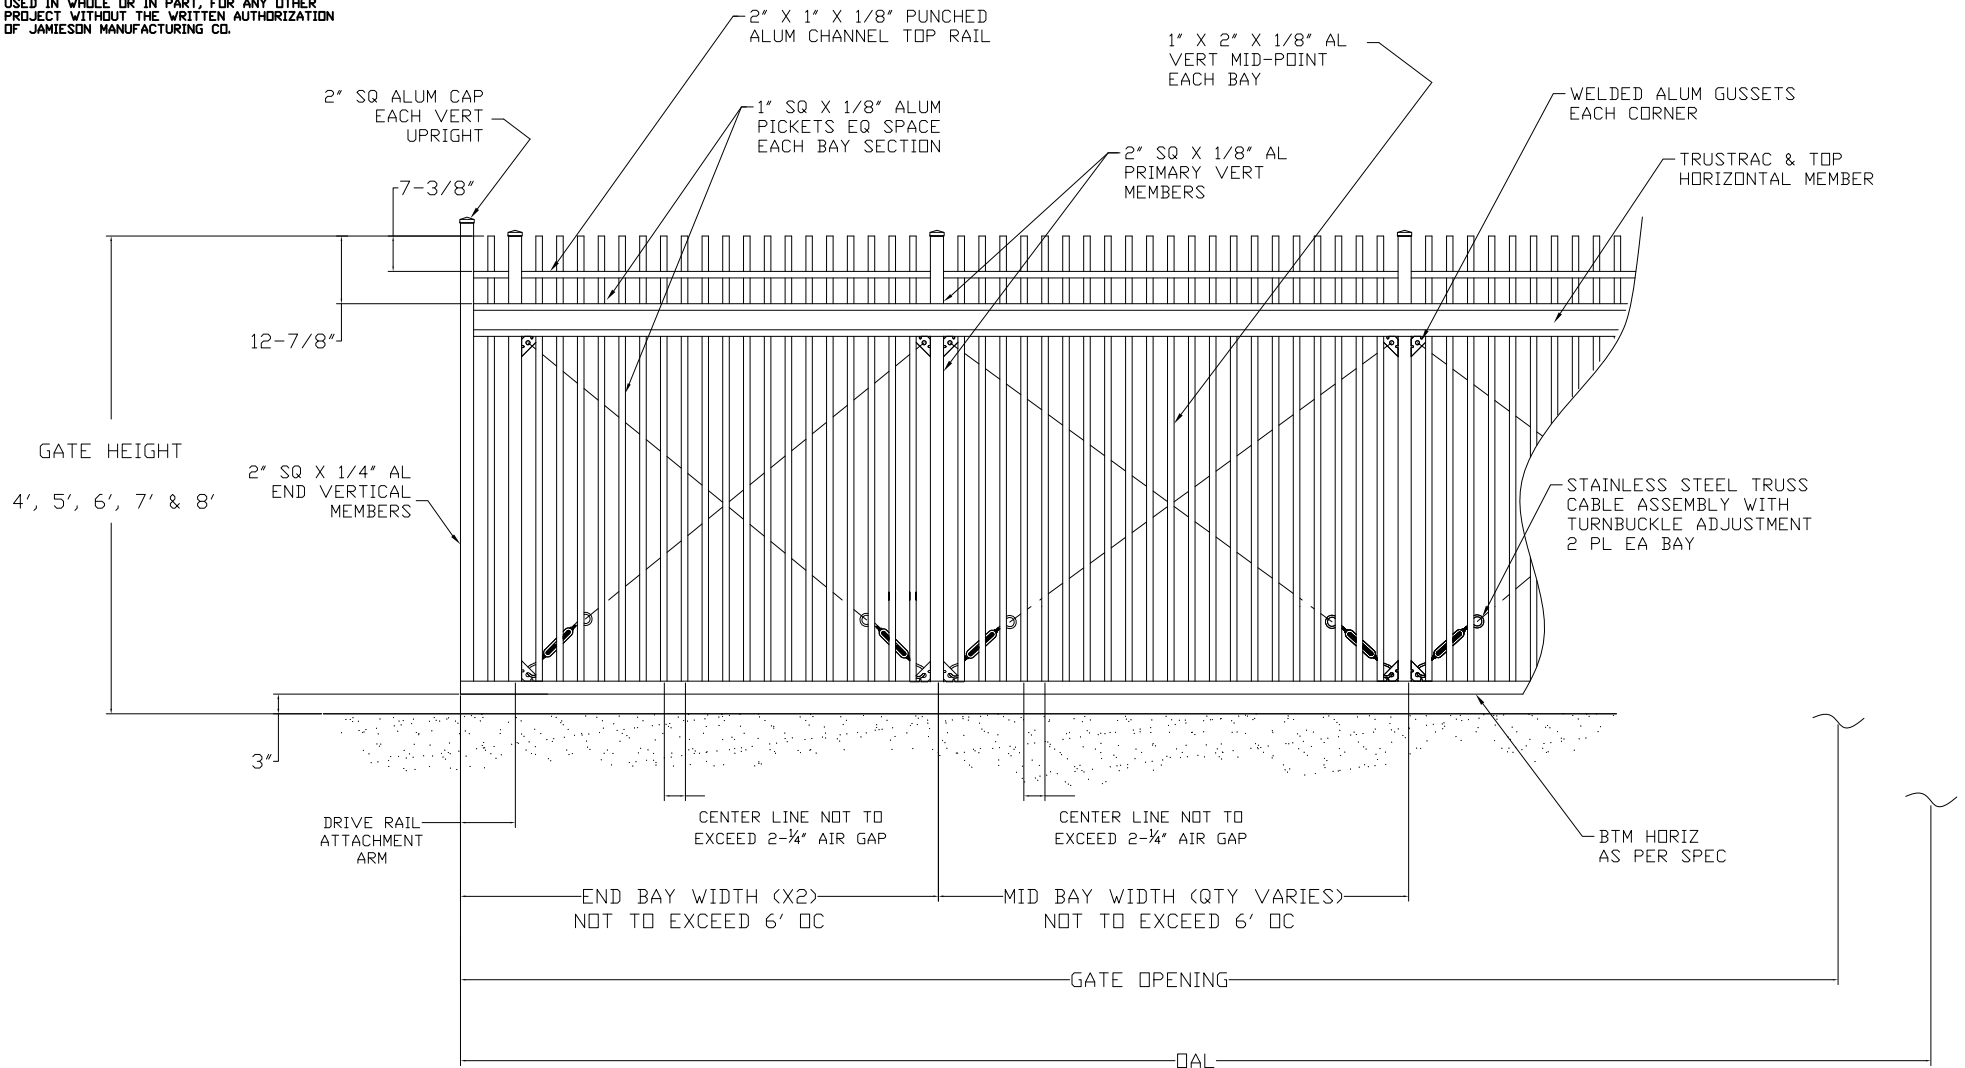 USED IN WHOLE OR IN PART, FOR ANY OTHER
PROJECT WITHOUT THE WRITTEN AUTHORIZATION
OF JAMIESON MANUFACTURING CO.
2" X 1" X 1/8" PUNCHED
ALUM CHANNEL TOP RAIL
1" X 2" X 1/8" AL
VERT MID-POINT
EACH BAY
2" SQ ALUM CAP
EACH VERT
UPRIGHT
1" SQ X 1/8" ALUM
PICKETS EQ SPACE
EACH BAY SECTION
WELDED ALUM GUSSETS
EACH CORNER
2" SQ X 1/8" AL
PRIMARY VERT
MEMBERS
TRUSTRAC & TOP
HORIZONTAL MEMBER
7-3/8"
12-7/8"
GATE HEIGHT
4', 5', 6', 7' & 8'
2" SQ X 1/4" AL
END VERTICAL
MEMBERS
STAINLESS STEEL TRUSS
CABLE ASSEMBLY WITH
TURNBUCKLE ADJUSTMENT
2 PL EA BAY
3"
DRIVE RAIL
ATTACHMENT
ARM
CENTER LINE NOT TO
EXCEED 2-¼" AIR GAP
CENTER LINE NOT TO
EXCEED 2-¼" AIR GAP
BTM HORIZ
AS PER SPEC
END BAY WIDTH (X2)
NOT TO EXCEED 6' OC
MID BAY WIDTH (QTY VARIES)
NOT TO EXCEED 6' OC
GATE OPENING
OAL